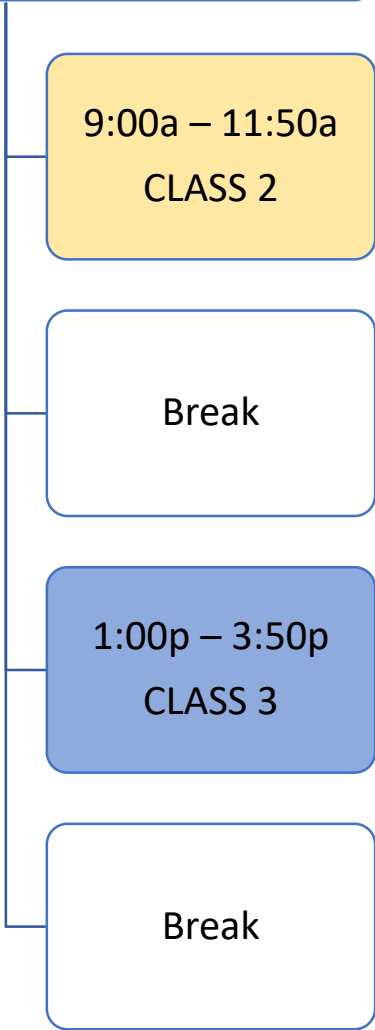 9:00a – 11:50a
CLASS 2
Break
1:00p – 3:50p
CLASS 3
Break